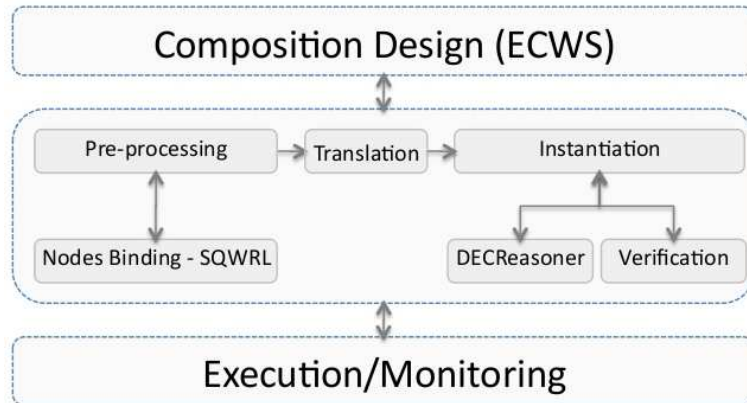 Composition Design (ECWS)
Pre-processing
Translation
Instantiation
Nodes Binding - SQWRL
DECReasoner
Verification
Execution/Monitoring